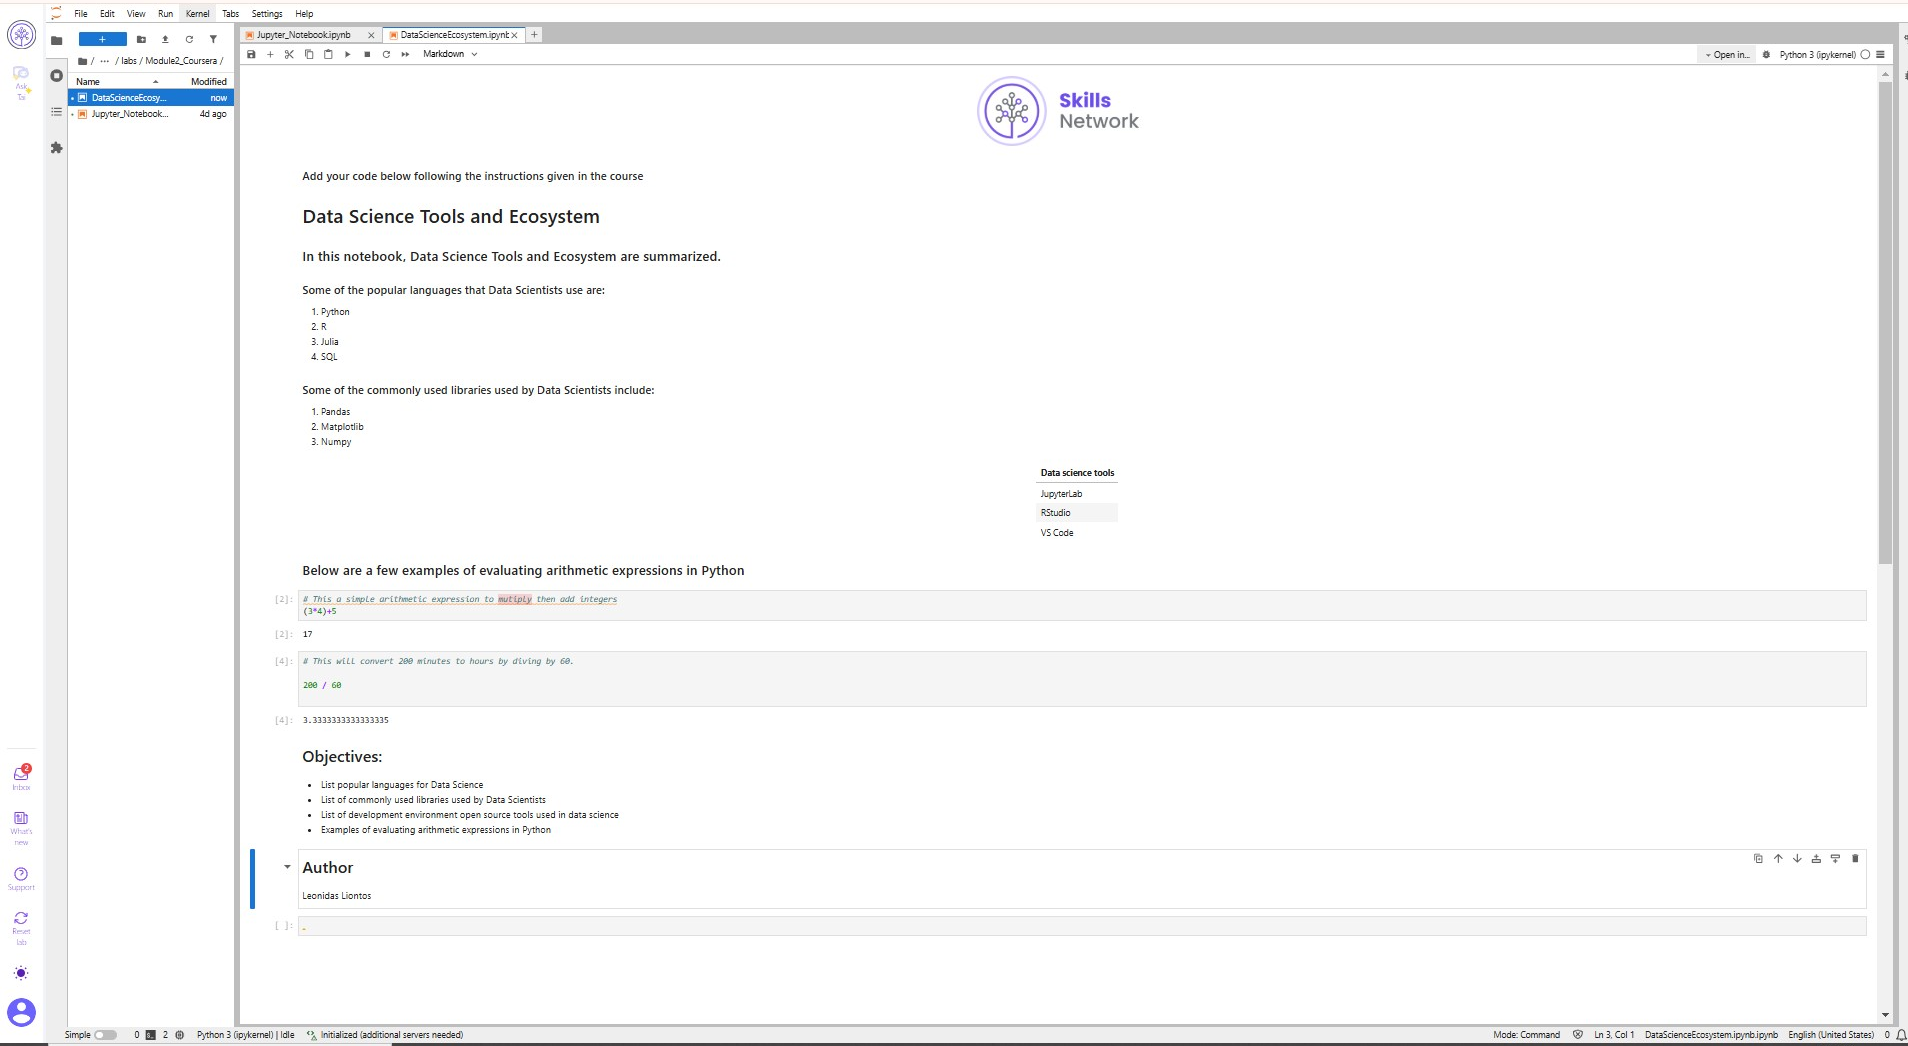 File Edit View Run Kernel Tabs Settings Help
Ask Tai
+
/ ··· / labs / Module2_Coursera /
Name Modified
DataScienceEcosy... now
Jupyter_Notebook... 4d ago
Jupyter_Notebook.ipynb
DataScienceEcosystem.ipynb
Markdown
Open in...
Python 3 (ipykernel)
Skills
Network
Add your code below following the instructions given in the course
Data Science Tools and Ecosystem
In this notebook, Data Science Tools and Ecosystem are summarized.
Some of the popular languages that Data Scientists use are:
1. Python
2. R
3. Julia
4. SQL
Some of the commonly used libraries used by Data Scientists include:
1. Pandas
2. Matplotlib
3. Numpy
Data science tools
JupyterLab
RStudio
VS Code
Below are a few examples of evaluating arithmetic expressions in Python
[2]: # This a simple arithmetic expression to mutiply then add integers
(3*4)+5
[2]: 17
[4]: # This will convert 200 minutes to hours by diving by 60.
200 / 60
[4]: 3.3333333333333335
Objectives:
• List popular languages for Data Science
• List of commonly used libraries used by Data Scientists
• List of development environment open source tools used in data science
• Examples of evaluating arithmetic expressions in Python
Author
Leonidas Liontos
[ ]: .
2
Inbox
What's new
Support
Reset lab
Simple 0 2 Python 3 (ipykernel) | Idle Initialized (additional servers needed)
Mode: Command Ln 3, Col 1 DataScienceEcosystem.ipynb.ipynb English (United States) 0